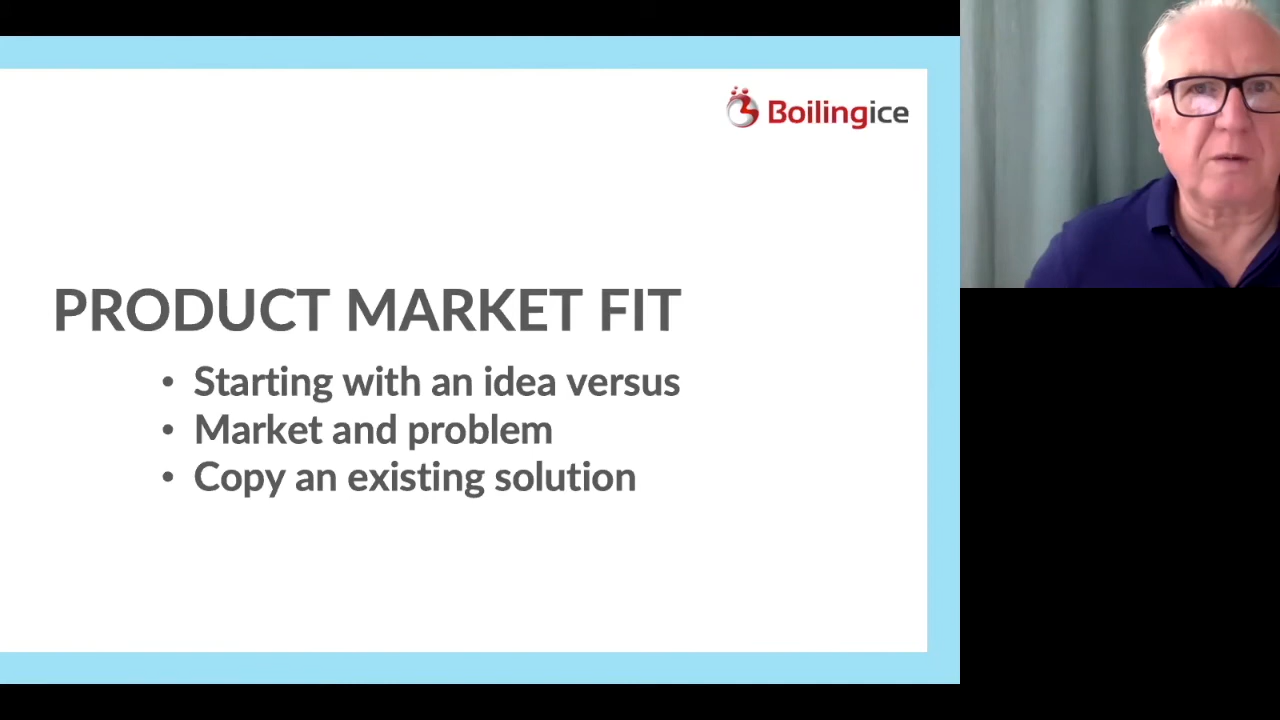 Boilingice
PRODUCT MARKET FIT
• Starting with an idea versus
• Market and problem
• Copy an existing solution